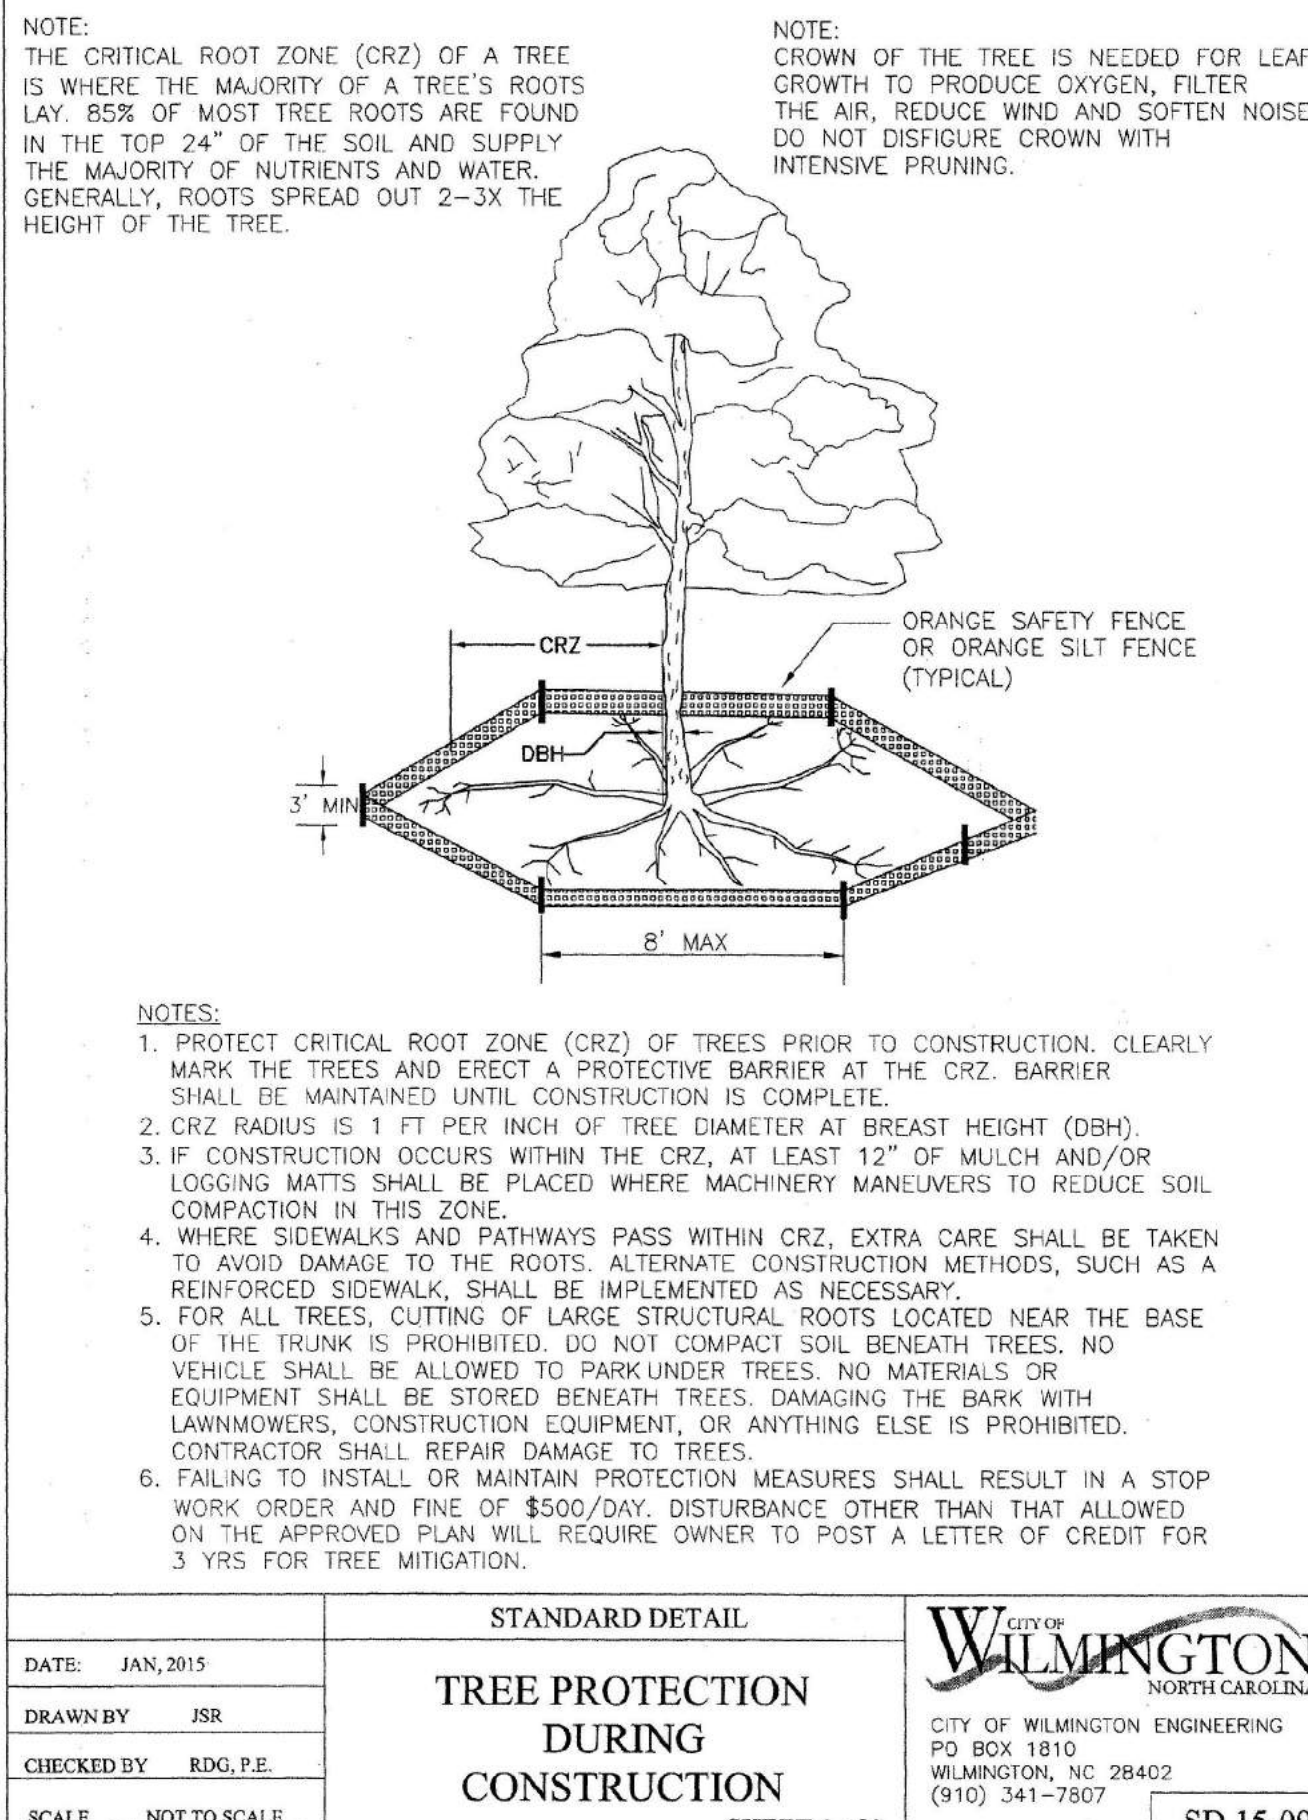 NOTE:
THE CRITICAL ROOT ZONE (CRZ) OF A TREE
IS WHERE THE MAJORITY OF A TREE'S ROOTS
LAY. 85% OF MOST TREE ROOTS ARE FOUND
IN THE TOP 24" OF THE SOIL AND SUPPLY
THE MAJORITY OF NUTRIENTS AND WATER.
GENERALLY, ROOTS SPREAD OUT 2-3X THE
HEIGHT OF THE TREE.
NOTE:
CROWN OF THE TREE IS NEEDED FOR LEAF
GROWTH TO PRODUCE OXYGEN, FILTER
THE AIR, REDUCE WIND AND SOFTEN NOISE
DO NOT DISFIGURE CROWN WITH
INTENSIVE PRUNING.
ORANGE SAFETY FENCE
OR ORANGE SILT FENCE
(TYPICAL)
CRZ
DBH
3' MIN
8' MAX
NOTES:
1. PROTECT CRITICAL ROOT ZONE (CRZ) OF TREES PRIOR TO CONSTRUCTION. CLEARLY
MARK THE TREES AND ERECT A PROTECTIVE BARRIER AT THE CRZ. BARRIER
SHALL BE MAINTAINED UNTIL CONSTRUCTION IS COMPLETE.
2. CRZ RADIUS IS 1 FT PER INCH OF TREE DIAMETER AT BREAST HEIGHT (DBH).
3. IF CONSTRUCTION OCCURS WITHIN THE CRZ, AT LEAST 12" OF MULCH AND/OR
LOGGING MATTS SHALL BE PLACED WHERE MACHINERY MANEUVERS TO REDUCE SOIL
COMPACTION IN THIS ZONE.
4. WHERE SIDEWALKS AND PATHWAYS PASS WITHIN CRZ, EXTRA CARE SHALL BE TAKEN
TO AVOID DAMAGE TO THE ROOTS. ALTERNATE CONSTRUCTION METHODS, SUCH AS A
REINFORCED SIDEWALK, SHALL BE IMPLEMENTED AS NECESSARY.
5. FOR ALL TREES, CUTTING OF LARGE STRUCTURAL ROOTS LOCATED NEAR THE BASE
OF THE TRUNK IS PROHIBITED. DO NOT COMPACT SOIL BENEATH TREES. NO
VEHICLE SHALL BE ALLOWED TO PARK UNDER TREES. NO MATERIALS OR
EQUIPMENT SHALL BE STORED BENEATH TREES. DAMAGING THE BARK WITH
LAWNMOWERS, CONSTRUCTION EQUIPMENT, OR ANYTHING ELSE IS PROHIBITED.
CONTRACTOR SHALL REPAIR DAMAGE TO TREES.
6. FAILING TO INSTALL OR MAINTAIN PROTECTION MEASURES SHALL RESULT IN A STOP
WORK ORDER AND FINE OF $500/DAY. DISTURBANCE OTHER THAN THAT ALLOWED
ON THE APPROVED PLAN WILL REQUIRE OWNER TO POST A LETTER OF CREDIT FOR
3 YRS FOR TREE MITIGATION.
DATE: JAN, 2015
DRAWN BY JSR
CHECKED BY RDG, P.E.
SCALE NOT TO SCALE
STANDARD DETAIL
TREE PROTECTION
DURING
CONSTRUCTION
CITY OF
WILMINGTON
NORTH CAROLINA
CITY OF WILMINGTON ENGINEERING
PO BOX 1810
WILMINGTON, NC 28402
(910) 341-7807
SD 15-09